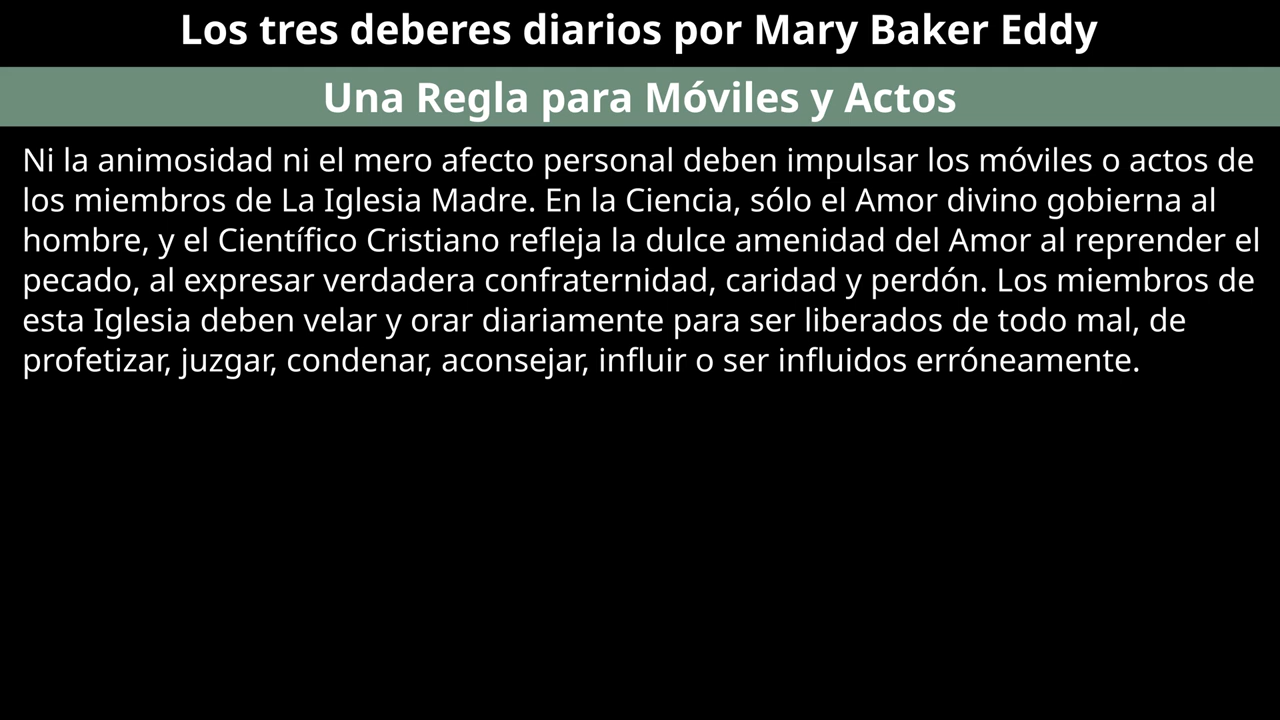 Los tres deberes diarios por Mary Baker Eddy
Una Regla para Móviles y Actos
Ni la animosidad ni el mero afecto personal deben impulsar los móviles o actos de
los miembros de La Iglesia Madre. En la Ciencia, sólo el Amor divino gobierna al
hombre, y el Científico Cristiano refleja la dulce amenidad del Amor al reprender el
pecado, al expresar verdadera confraternidad, caridad y perdón. Los miembros de
esta Iglesia deben velar y orar diariamente para ser liberados de todo mal, de
profetizar, juzgar, condenar, aconsejar, influir o ser influidos erróneamente.